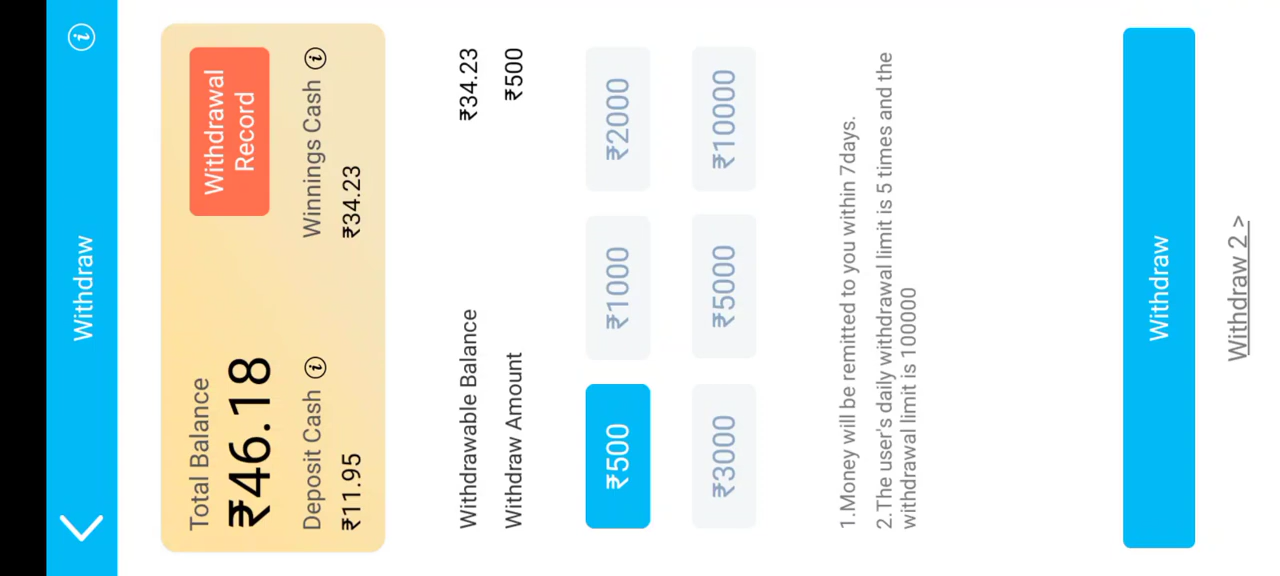 Withdraw
Total Balance
₹46.18
Withdrawal
Record
Deposit Cash
Winnings Cash
₹11.95
₹34.23
Withdrawable Balance
₹34.23
Withdraw Amount
₹500
₹500
₹1000
₹2000
₹3000
₹5000
₹10000
1.Money will be remitted to you within 7days.
2.The user's daily withdrawal limit is 5 times and the
withdrawal limit is 100000
Withdraw
Withdraw 2 >